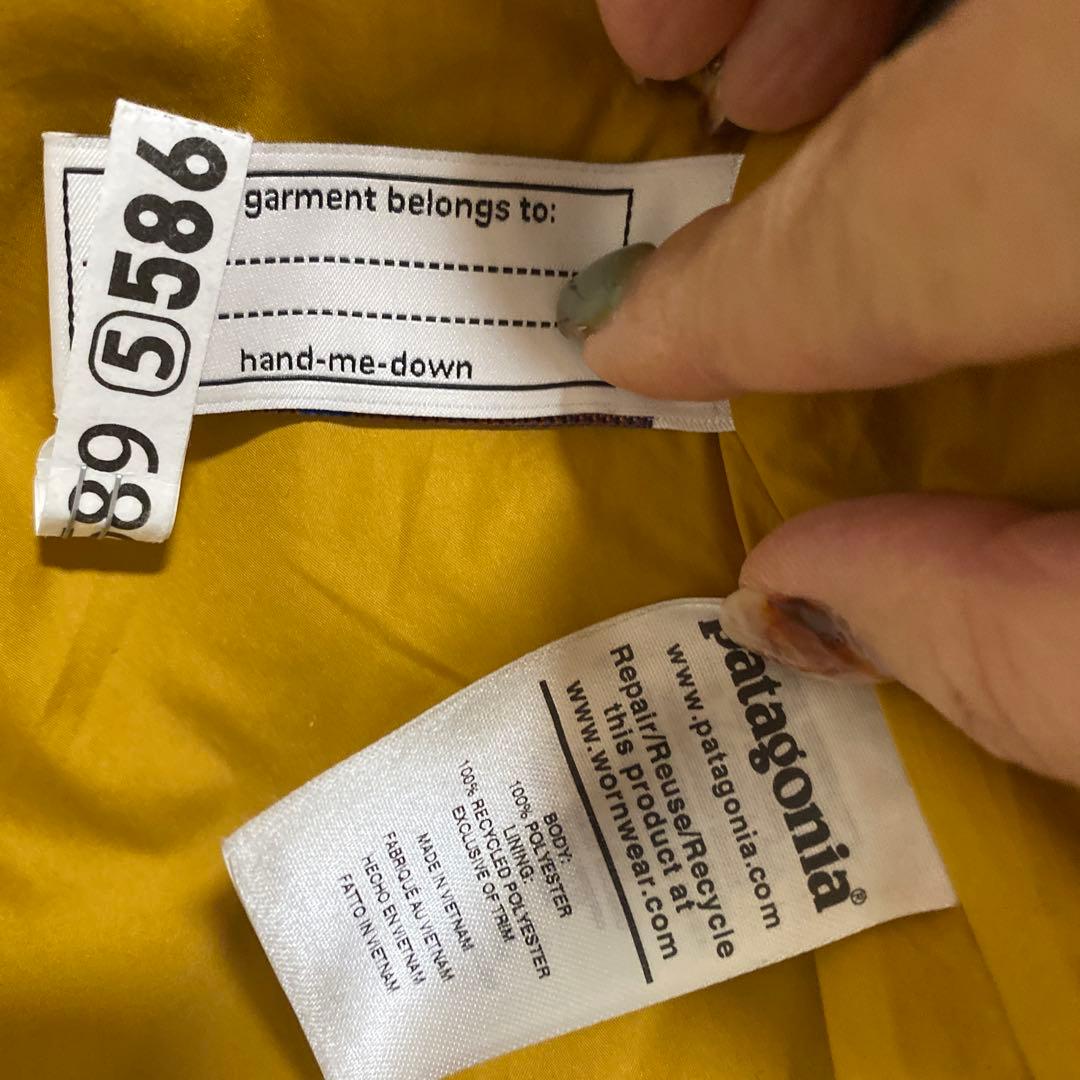 garment belongs to:
hand-me-down
89 5 586
patagonia®
www.patagonia.com
Repair/Reuse/Recycle
this product at
www.wornwear.com
BODY:
100% POLYESTER
LINING:
100% RECYCLED POLYESTER
EXCLUSIVE OF TRIM
MADE IN VIETNAM
FABRIQUÉ AU VIETNAM
HECHO EN VIETNAM
FATTO IN VIETNAM